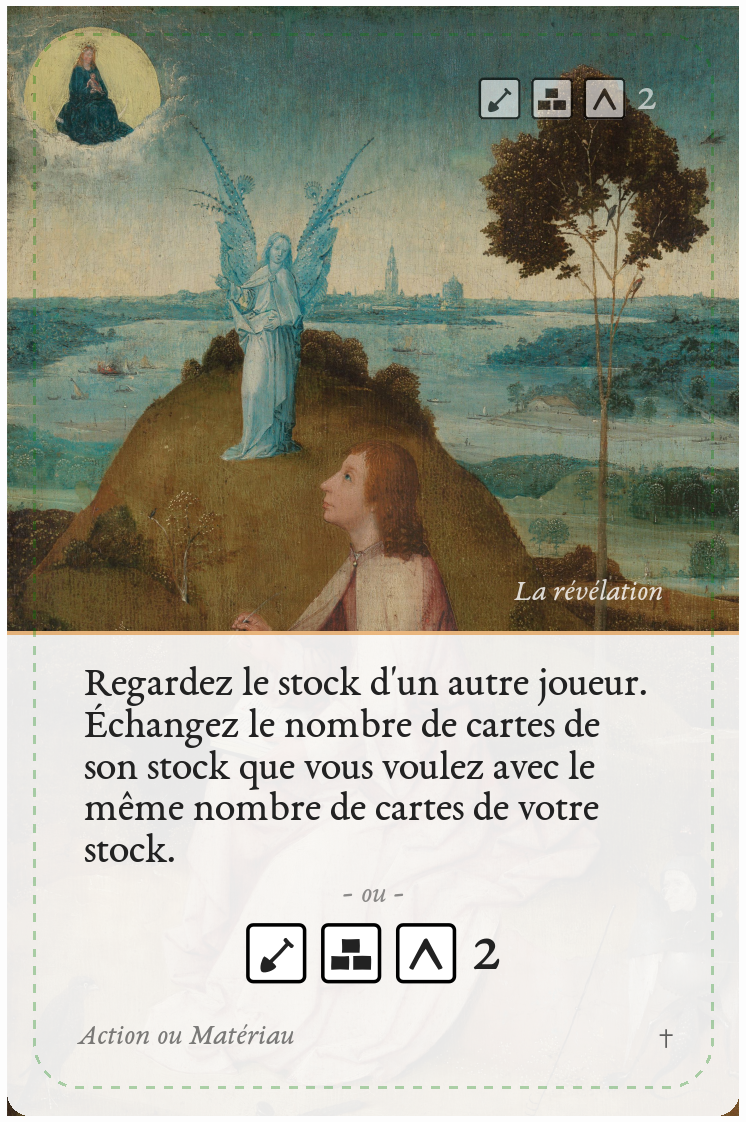 2
La révélation
Regardez le stock d'un autre joueur.
Échangez le nombre de cartes de
son stock que vous voulez avec le
même nombre de cartes de votre
stock.
- ou -
2
Action ou Matériau
†